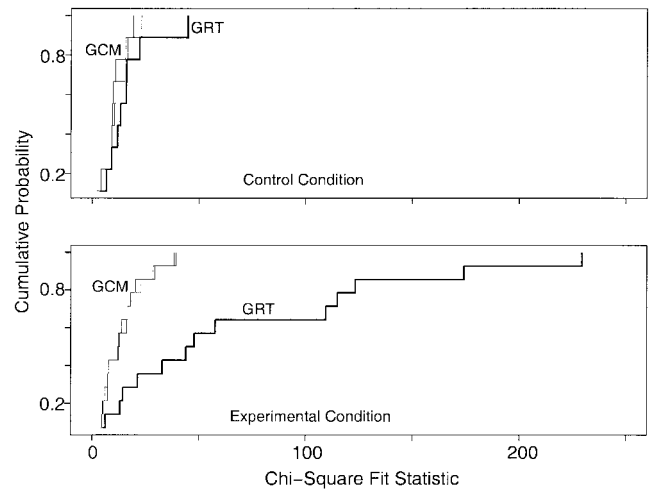 GCM
GRT
0.8
0.2
Control Condition
Cumulative Probability
GCM
GRT
0.8
0.2
Experimental Condition
0
100
200
Chi-Square Fit Statistic